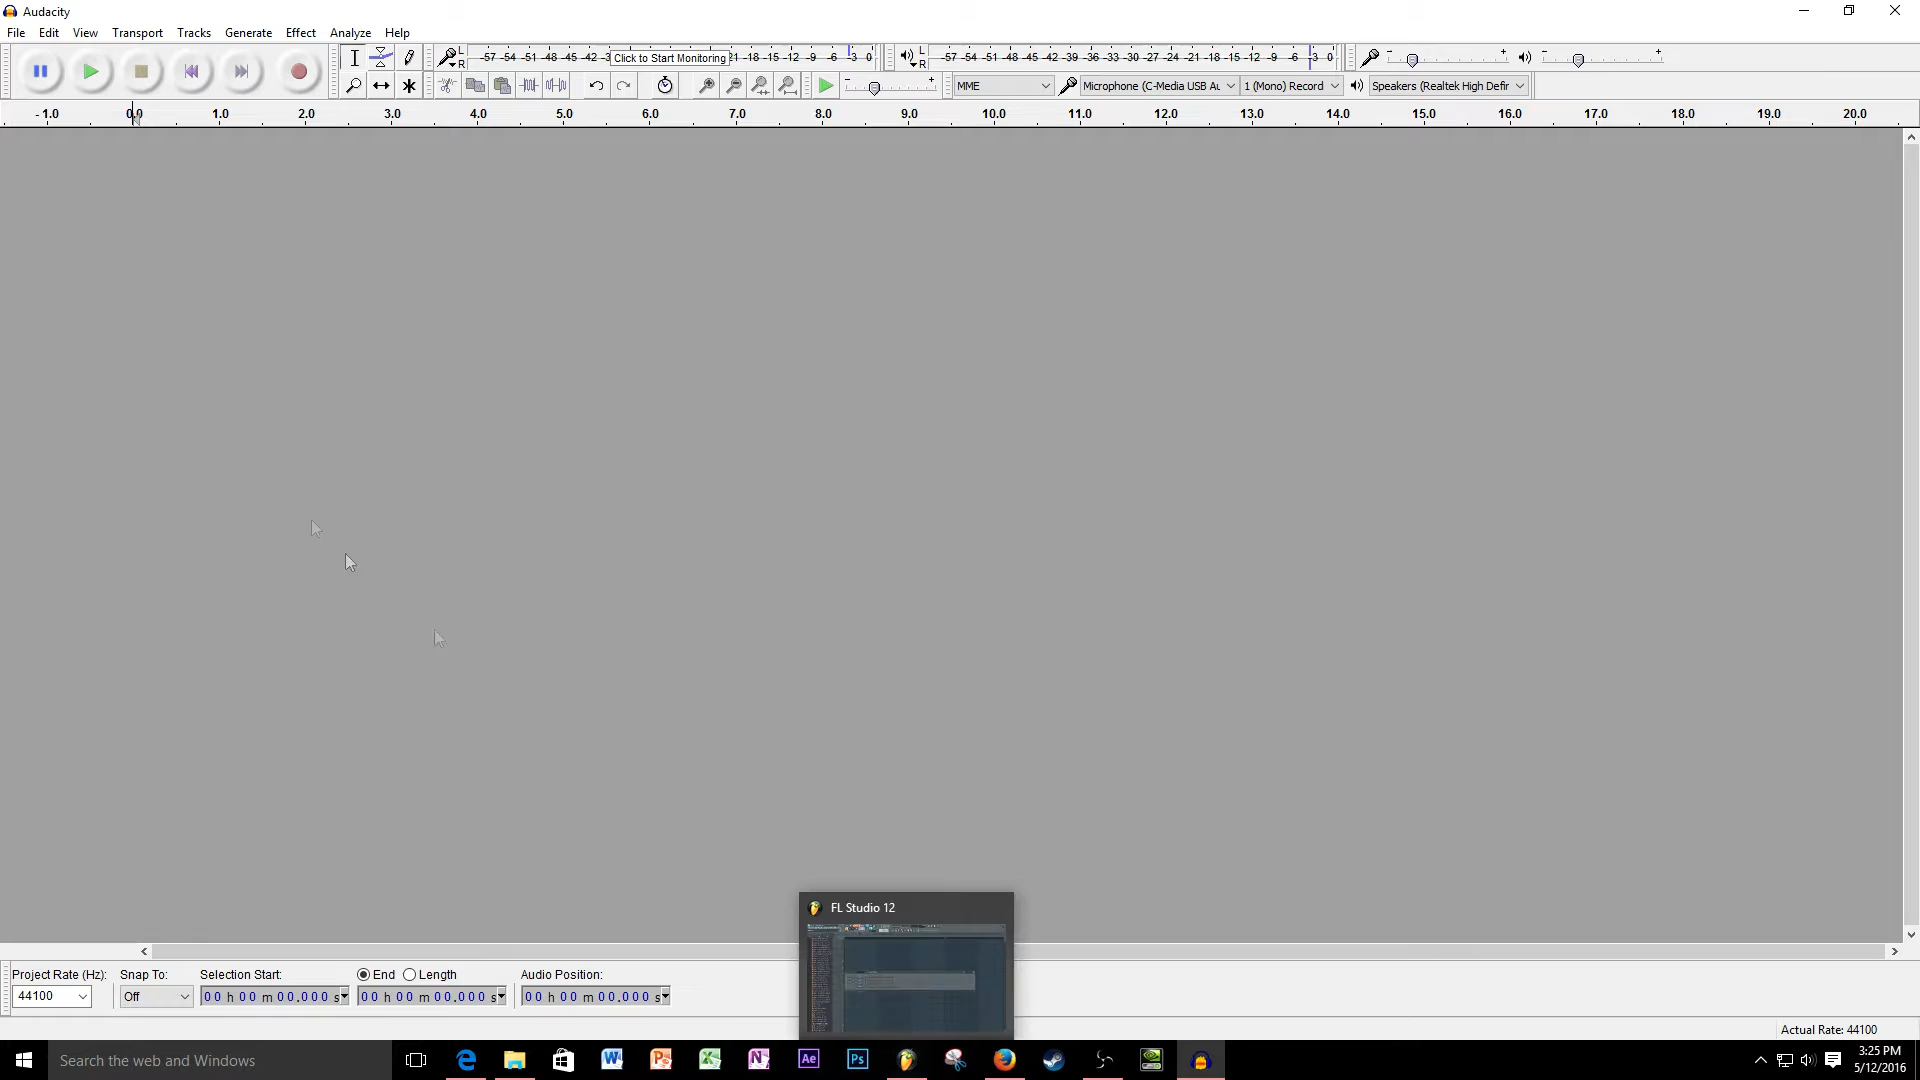 Audacity
File Edit View Transport Tracks Generate Effect Analyze Help
L R -57 -54 -51 -48 -45 -42 -3 Click to Start Monitoring 21 -18 -15 -12 -9 -6 -3 0 L R -57 -54 -51 -48 -45 -42 -39 -36 -33 -30 -27 -24 -21 -18 -15 -12 -9 -6 -3 0 - + - +
- + MME Microphone (C-Media USB Au 1 (Mono) Record Speakers (Realtek High Defin
-1.0 0.0 1.0 2.0 3.0 4.0 5.0 6.0 7.0 8.0 9.0 10.0 11.0 12.0 13.0 14.0 15.0 16.0 17.0 18.0 19.0 20.0
FL Studio 12
Project Rate (Hz): Snap To: Selection Start: End Length Audio Position:
44100 Off 00 h 00 m 00.000 s 00 h 00 m 00.000 s 00 h 00 m 00.000 s
Actual Rate: 44100
Search the web and Windows Ae Ps 3:25 PM
5/12/2016